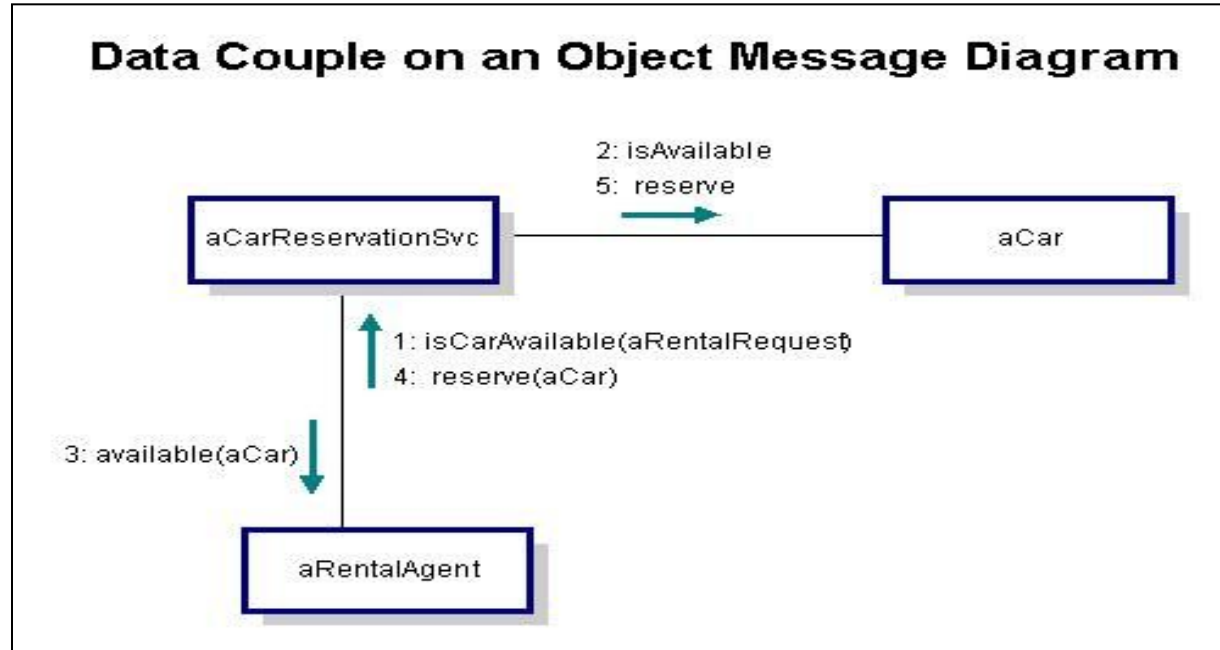 Data Couple on an Object Message Diagram
2: isAvailable
5: reserve
aCarReservationSvc
aCar
1: isCarAvailable(aRentalRequest)
4: reserve(aCar)
3: available(aCar)
aRentalAgent